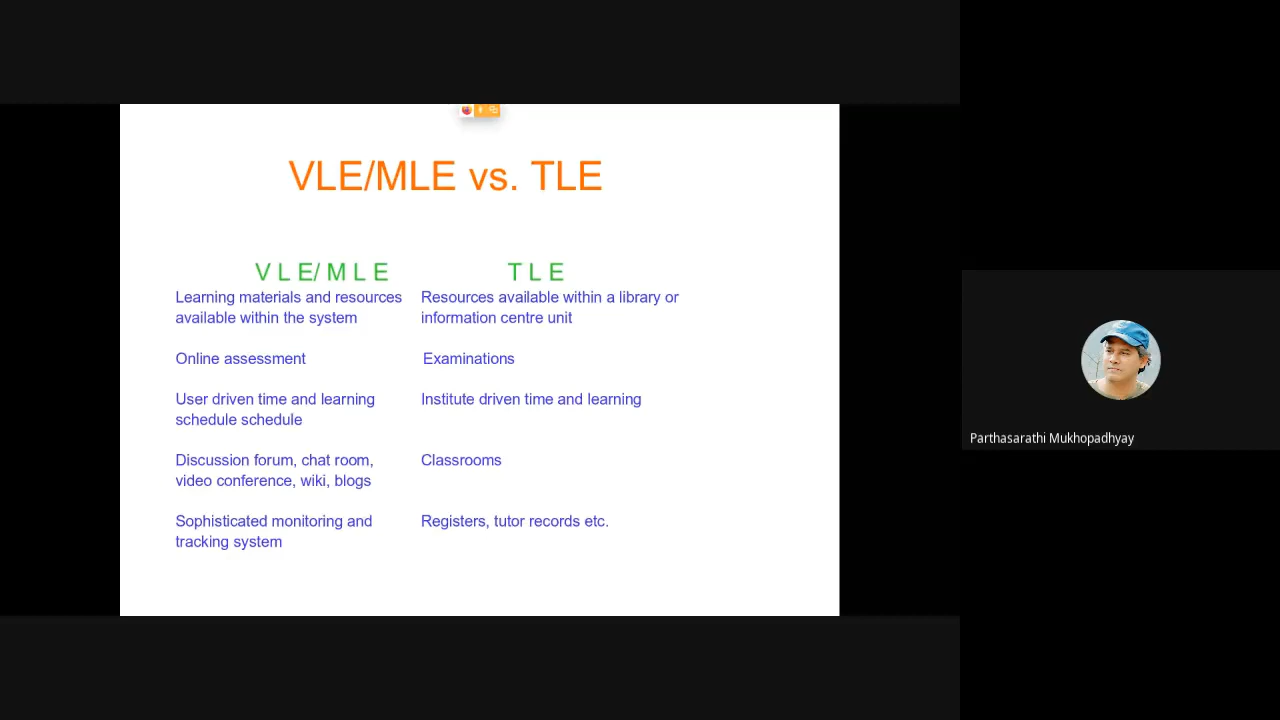 VLE/MLE vs. TLE
V L E/ M L E
T L E
Learning materials and resources
available within the system
Resources available within a library or
information centre unit
Online assessment
Examinations
User driven time and learning
schedule schedule
Institute driven time and learning
Discussion forum, chat room,
video conference, wiki, blogs
Classrooms
Sophisticated monitoring and
tracking system
Registers, tutor records etc.
Parthasarathi Mukhopadhyay